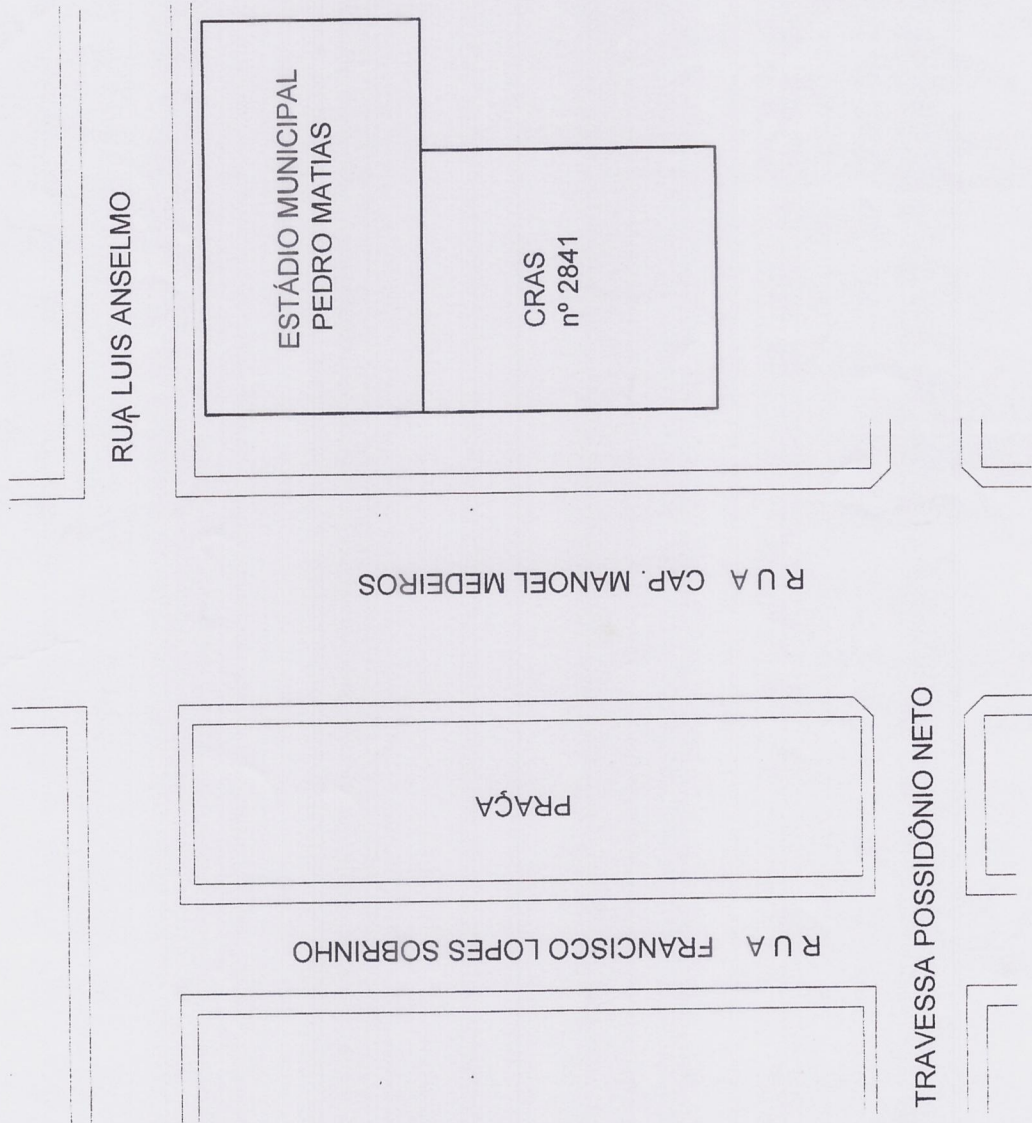 RUA LUIS ANSELMO
ESTÁDIO MUNICIPAL
PEDRO MATIAS
CRAS
nº 2841
RUA CAP. MANOEL MEDEIROS
PRAÇA
RUA FRANCISCO LOPES SOBRINHO
TRAVESSA POSSIDÔNIO NETO